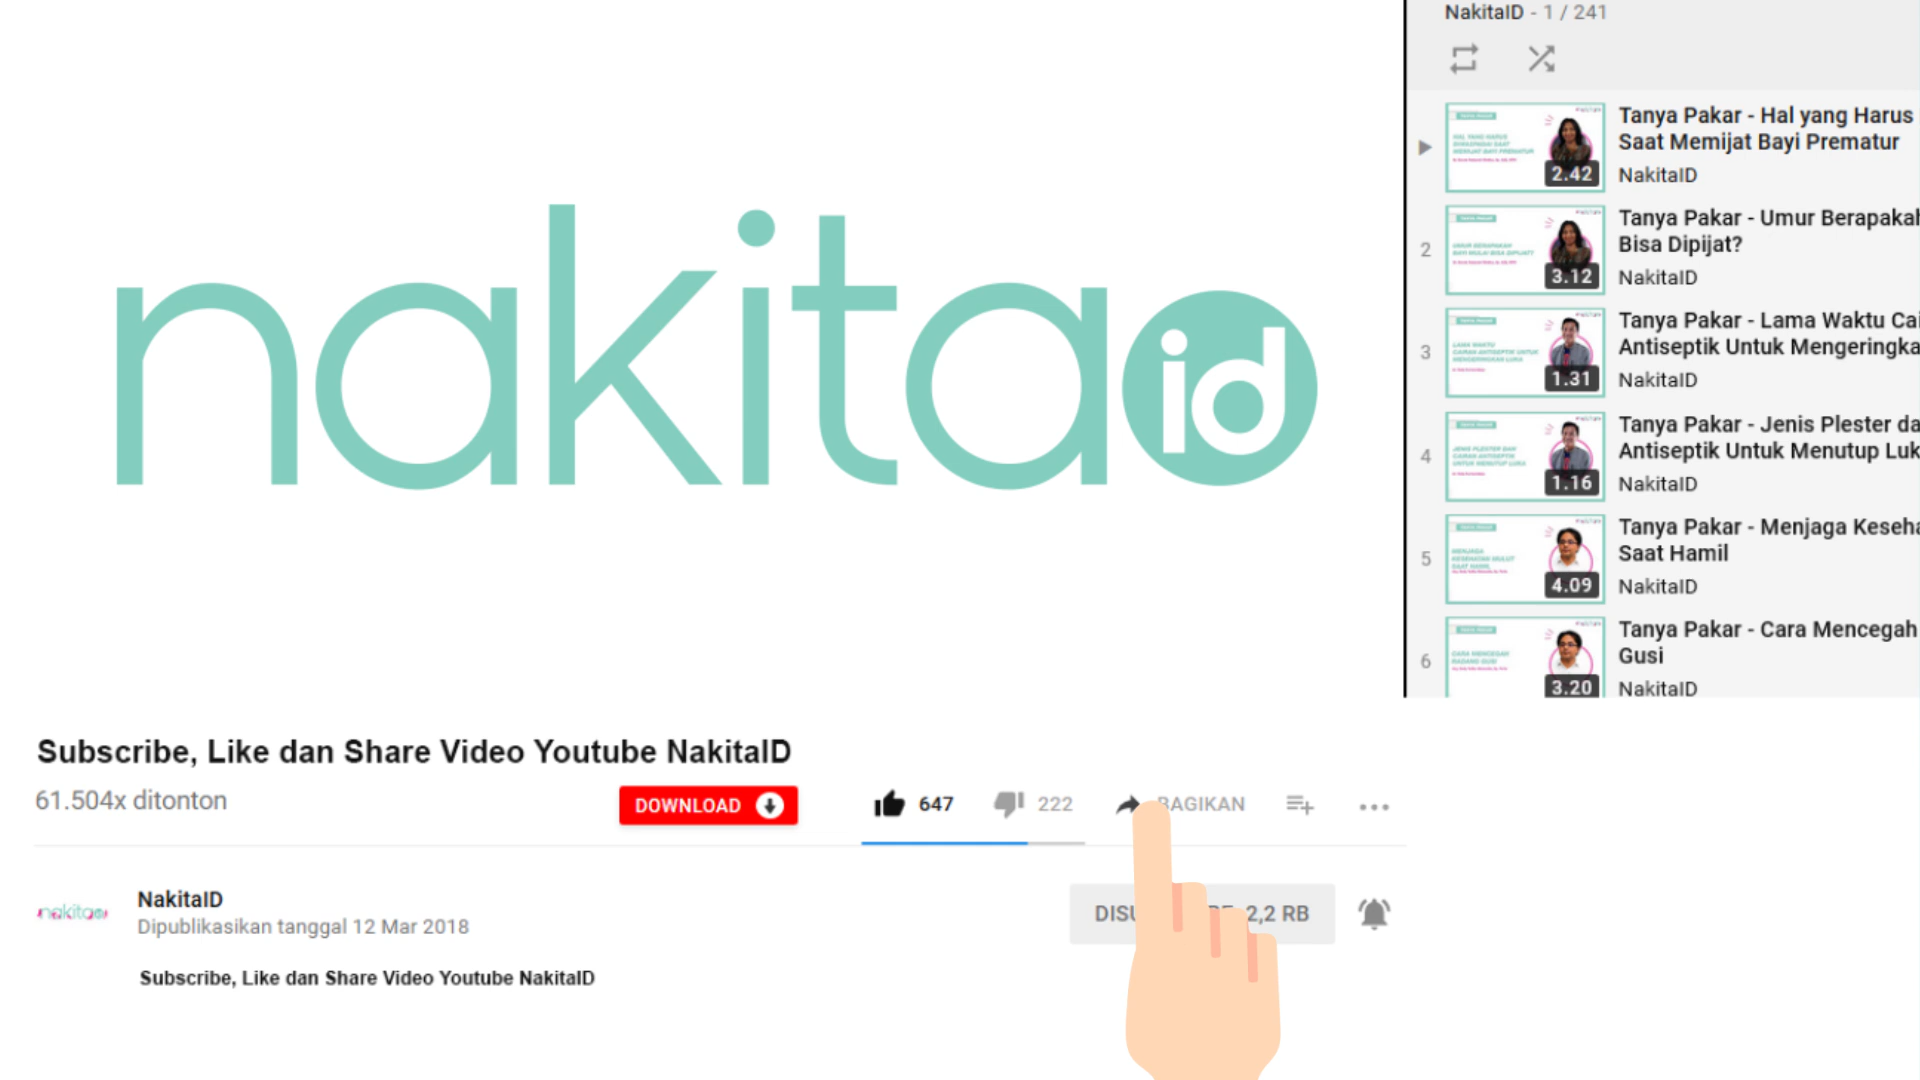 nakita id
NakitaID - 1 / 241
Tanya Pakar - Hal yang Harus
Saat Memijat Bayi Prematur
NakitaID
2.42
2
Tanya Pakar - Umur Berapakah
Bisa Dipijat?
NakitaID
3.12
3
Tanya Pakar - Lama Waktu Cai
Antiseptik Untuk Mengeringka
NakitaID
1.31
4
Tanya Pakar - Jenis Plester da
Antiseptik Untuk Menutup Luk
NakitaID
1.16
5
Tanya Pakar - Menjaga Keseha
Saat Hamil
NakitaID
4.09
6
Tanya Pakar - Cara Mencegah
Gusi
NakitaID
3.20
Subscribe, Like dan Share Video Youtube NakitaID
61.504x ditonton
DOWNLOAD
647
222
BAGIKAN
NakitaID
Dipublikasikan tanggal 12 Mar 2018
2,2 RB
nakita
Subscribe, Like dan Share Video Youtube NakitaID